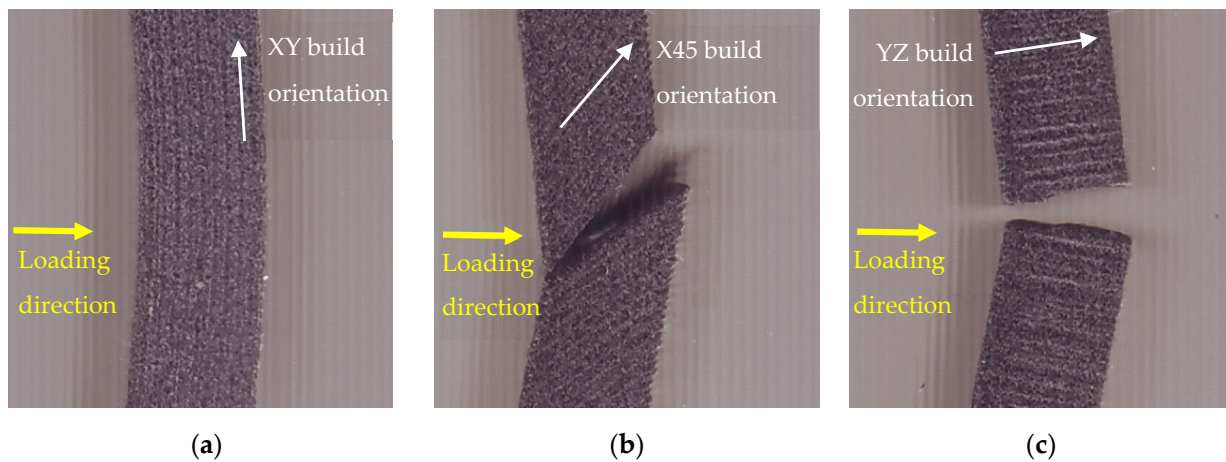 XY build
orientation
Loading
direction
(a)
X45 build
orientation
Loading
direction
(b)
YZ build
orientation
Loading
direction
(c)